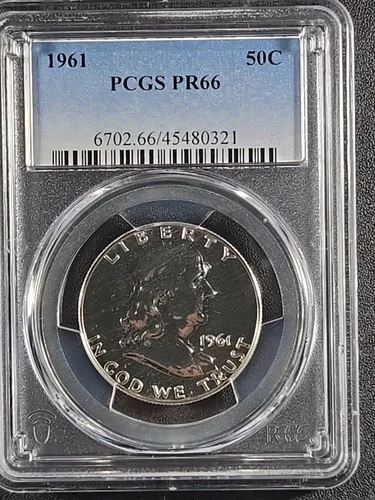 1961 50C
PCGS PR66
6702.66/45480321
LIBERTY
1961
IN GOD WE TRUST